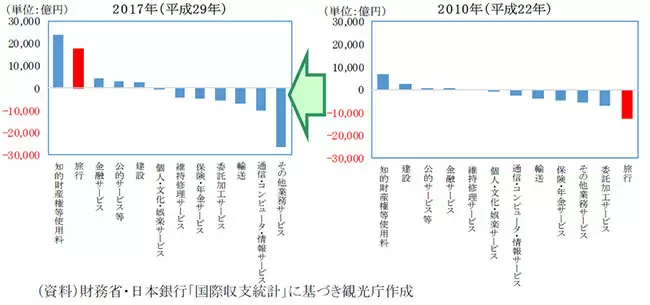 (単位:億円)
2017年(平成29年)
30,000
20,000
10,000
0
−10,000
−20,000
−30,000
知的財産権等使用料
旅行
金融サービス
公的サービス等
建設
個人・文化・娯楽サービス
維持修理サービス
保険・年金サービス
委託加工サービス
輸送
通信・コンピュータ・情報サービス
その他業務サービス
(単位:億円)
2010年(平成22年)
30,000
20,000
10,000
0
−10,000
−20,000
−30,000
知的財産権等使用料
建設
公的サービス等
金融サービス
維持修理サービス
個人・文化・娯楽サービス
通信・コンピュータ・情報サービス
輸送
保険・年金サービス
その他業務サービス
委託加工サービス
旅行
(資料)財務省・日本銀行「国際収支統計」に基づき観光庁作成